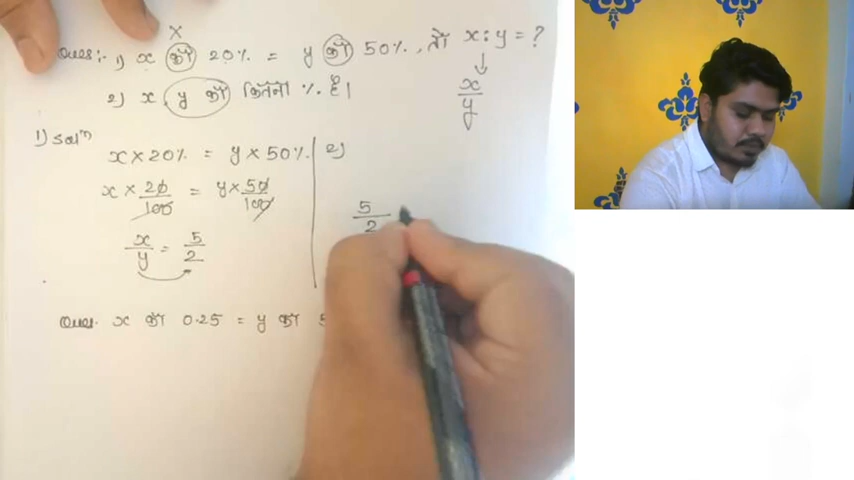 x
Ques:- 1) x का 20% = y का 50%, तो x : y = ?
x
y
2) x, y का कितना % है।
1) Soln
x × 20% = y × 50%
2)
x × 20/100 = y × 50/100
x/y = 5/2
5/2
Ques. x का 0.25 = y का